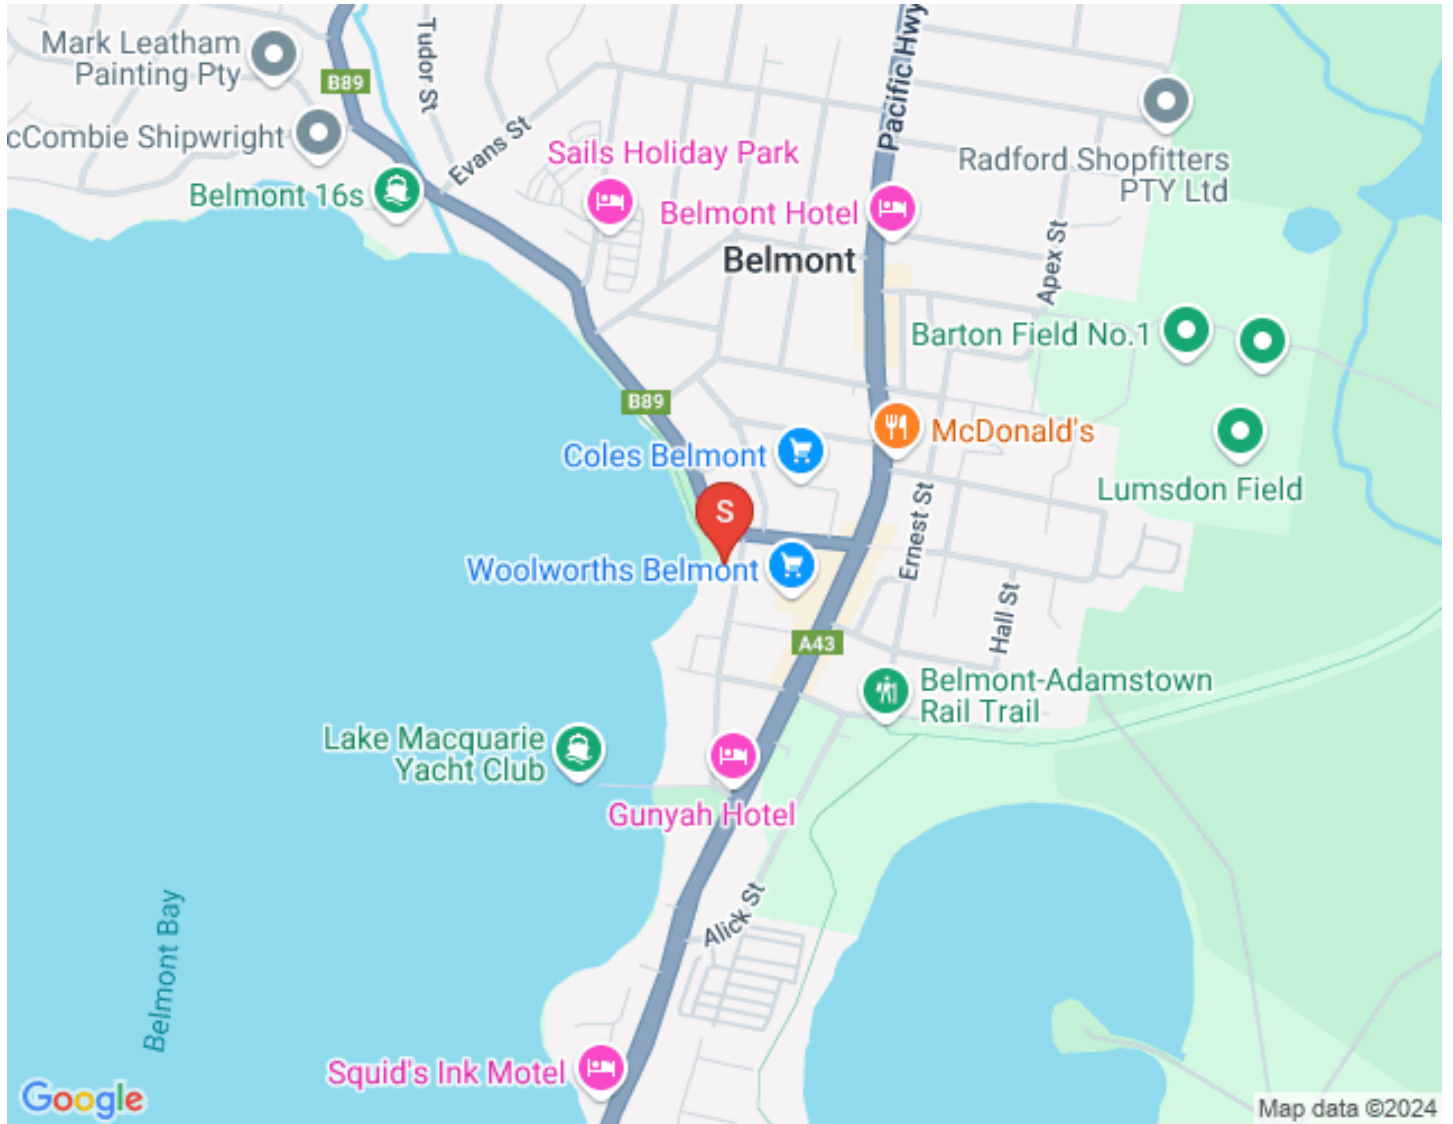 Mark Leatham
Painting Pty
B89
Tudor St
Pacific Hwy
cCombie Shipwright
Evans St
Sails Holiday Park
Radford Shopfitters
PTY Ltd
Belmont 16s
Belmont Hotel
Belmont
Apex St
Barton Field No.1
B89
McDonald's
Coles Belmont
Lumsdon Field
S
Ernest St
Woolworths Belmont
Hall St
A43
Belmont-Adamstown
Rail Trail
Lake Macquarie
Yacht Club
Gunyah Hotel
Alick St
Belmont Bay
Squid's Ink Motel
Google
Map data ©2024